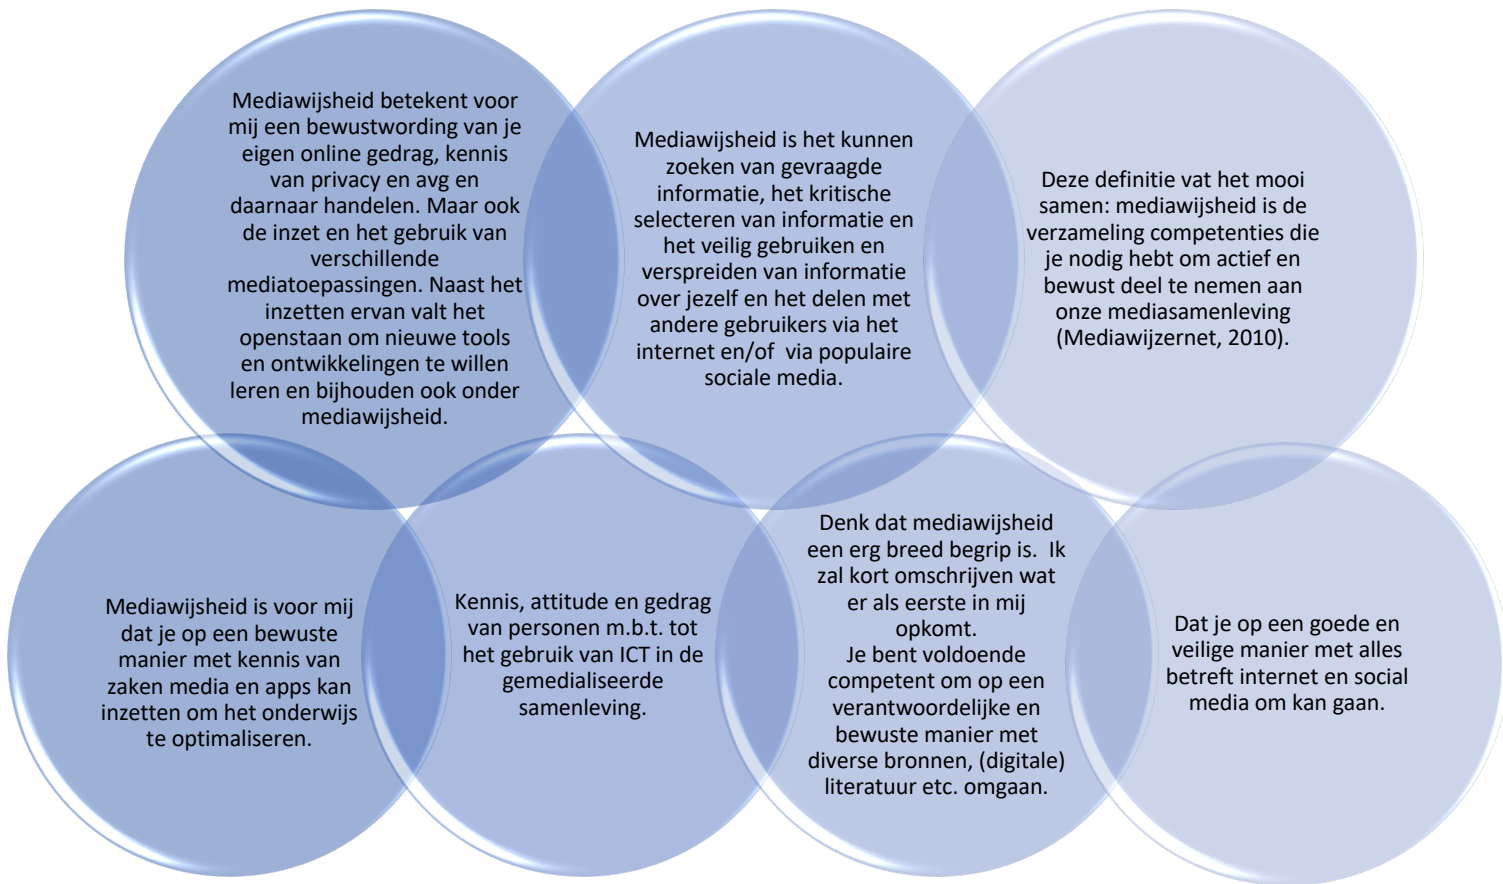 Mediawijsheid betekent voor
mij een bewustwording van je
eigen online gedrag, kennis
van privacy en avg en
daarnaar handelen. Maar ook
de inzet en het gebruik van
verschillende
mediatoepassingen. Naast het
inzetten ervan valt het
openstaan om nieuwe tools
en ontwikkelingen te willen
leren en bijhouden ook onder
mediawijsheid.
Mediawijsheid is het kunnen
zoeken van gevraagde
informatie, het kritische
selecteren van informatie en
het veilig gebruiken en
verspreiden van informatie
over jezelf en het delen met
andere gebruikers via het
internet en/of  via populaire
sociale media.
Deze definitie vat het mooi
samen: mediawijsheid is de
verzameling competenties die
je nodig hebt om actief en
bewust deel te nemen aan
onze mediasamenleving
(Mediawijzernet, 2010).
Mediawijsheid is voor mij
dat je op een bewuste
manier met kennis van
zaken media en apps kan
inzetten om het onderwijs
te optimaliseren.
Kennis, attitude en gedrag
van personen m.b.t. tot
het gebruik van ICT in de
gemedialiseerde
samenleving.
Denk dat mediawijsheid
een erg breed begrip is.  Ik
zal kort omschrijven wat
er als eerste in mij
opkomt.
Je bent voldoende
competent om op een
verantwoordelijke en
bewuste manier met
diverse bronnen, (digitale)
literatuur etc. omgaan.
Dat je op een goede en
veilige manier met alles
betreft internet en social
media om kan gaan.